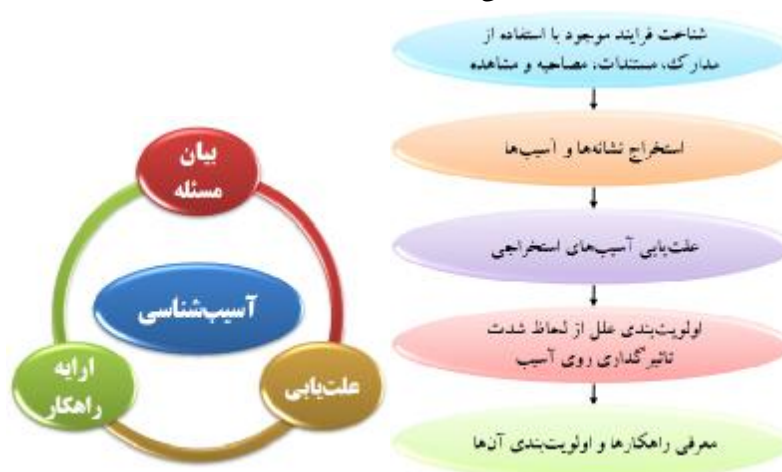 شناخت فرایند موجود با استفاده از
مدارک، مستندات، مصاحبه و مشاهده
استخراج نشانه‌ها و آسیب‌ها
علت‌یابی آسیب‌های استخراجی
اولویت‌بندی علل از لحاظ شدت
تاثیرگذاری روی آسیب
معرفی راهکارها و اولویت‌بندی آن‌ها
بیان
مسئله
آسیب‌شناسی
علت‌یابی
ارایه
راهکار